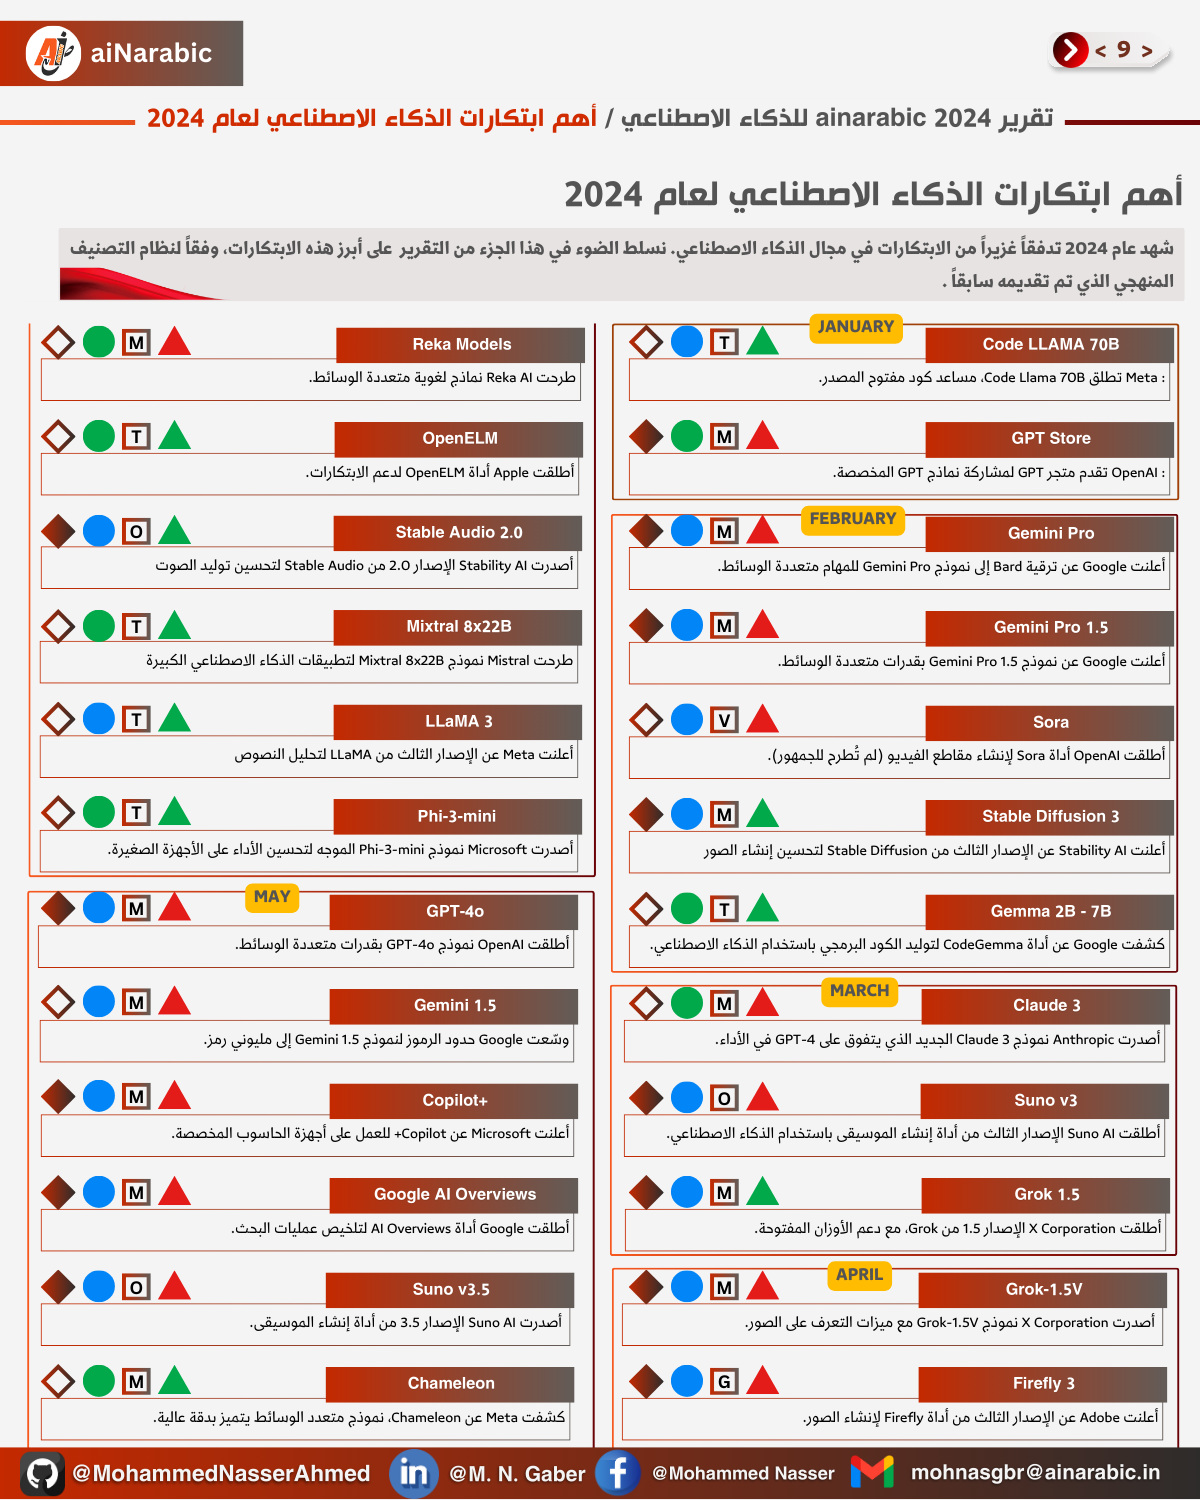 aiNarabic
< 9 >
تقرير ainarabic 2024 للذكاء الاصطناعي / أهم ابتكارات الذكاء الاصطناعي لعام 2024
أهم ابتكارات الذكاء الاصطناعي لعام 2024
شهد عام 2024 تدفقاً غزيراً من الابتكارات في مجال الذكاء الاصطناعي. نسلط الضوء في هذا الجزء من التقرير على أبرز هذه الابتكارات، وفقاً لنظام التصنيف
المنهجي الذي تم تقديمه سابقاً .
JANUARY
Code LLAMA 70B
T
: Meta تطلق Code Llama 70B، مساعد كود مفتوح المصدر.
GPT Store
M
: OpenAI تقدم متجر GPT لمشاركة نماذج GPT المخصصة.
FEBRUARY
Gemini Pro
M
أعلنت Google عن ترقية Bard إلى نموذج Gemini Pro للمهام متعددة الوسائط.
Gemini Pro 1.5
M
أعلنت Google عن نموذج Gemini Pro 1.5 بقدرات متعددة الوسائط.
Sora
V
أطلقت OpenAI أداة Sora لإنشاء مقاطع الفيديو (لم تُطرح للجمهور).
Stable Diffusion 3
M
أعلنت Stability AI عن الإصدار الثالث من Stable Diffusion لتحسين إنشاء الصور
Gemma 2B - 7B
T
كشفت Google عن أداة CodeGemma لتوليد الكود البرمجي باستخدام الذكاء الاصطناعي.
MARCH
Claude 3
M
أصدرت Anthropic نموذج Claude 3 الجديد الذي يتفوق على GPT-4 في الأداء.
Suno v3
O
أطلقت Suno AI الإصدار الثالث من أداة إنشاء الموسيقى باستخدام الذكاء الاصطناعي.
Grok 1.5
M
أطلقت X Corporation الإصدار 1.5 من Grok، مع دعم الأوزان المفتوحة.
APRIL
Grok-1.5V
M
أصدرت X Corporation نموذج Grok-1.5V مع ميزات التعرف على الصور.
Firefly 3
G
أعلنت Adobe عن الإصدار الثالث من أداة Firefly لإنشاء الصور.
Reka Models
M
طرحت Reka AI نماذج لغوية متعددة الوسائط.
OpenELM
T
أطلقت Apple أداة OpenELM لدعم الابتكارات.
Stable Audio 2.0
O
أصدرت Stability AI الإصدار 2.0 من Stable Audio لتحسين توليد الصوت
Mixtral 8x22B
T
طرحت Mistral نموذج Mixtral 8x22B لتطبيقات الذكاء الاصطناعي الكبيرة
LLaMA 3
T
أعلنت Meta عن الإصدار الثالث من LLaMA لتحليل النصوص
Phi-3-mini
T
أصدرت Microsoft نموذج Phi-3-mini الموجه لتحسين الأداء على الأجهزة الصغيرة.
MAY
GPT-4o
M
أطلقت OpenAI نموذج GPT-4o بقدرات متعددة الوسائط.
Gemini 1.5
M
وسّعت Google حدود الرموز لنموذج Gemini 1.5 إلى مليوني رمز.
Copilot+
M
أعلنت Microsoft عن Copilot+ للعمل على أجهزة الحاسوب المخصصة.
Google AI Overviews
M
أطلقت Google أداة AI Overviews لتلخيص عمليات البحث.
Suno v3.5
O
أصدرت Suno AI الإصدار 3.5 من أداة إنشاء الموسيقى.
Chameleon
M
كشفت Meta عن Chameleon، نموذج متعدد الوسائط يتميز بدقة عالية.
@MohammedNasserAhmed
@M. N. Gaber
@Mohammed Nasser
mohnasgbr@ainarabic.in